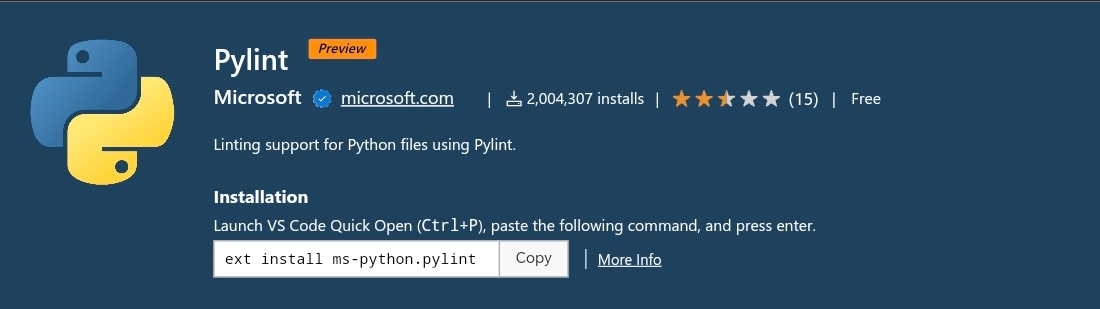 Pylint Preview
Microsoft microsoft.com | 2,004,307 installs | (15) | Free
Linting support for Python files using Pylint.
Installation
Launch VS Code Quick Open (Ctrl+P), paste the following command, and press enter.
ext install ms-python.pylint Copy | More Info